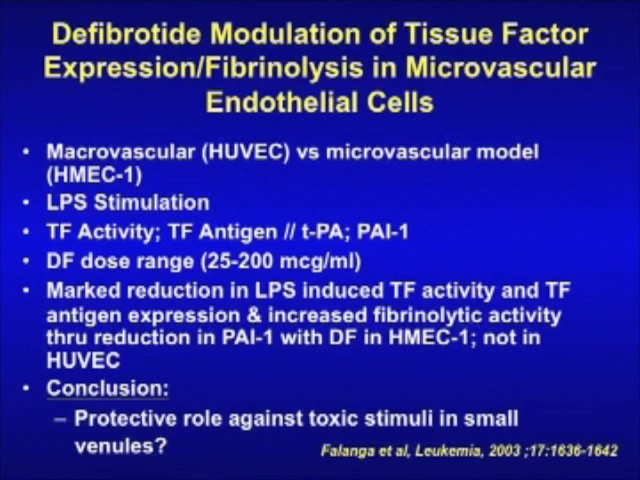 Defibrotide Modulation of Tissue Factor
Expression/Fibrinolysis in Microvascular
Endothelial Cells
• Macrovascular (HUVEC) vs microvascular model
(HMEC-1)
• LPS Stimulation
• TF Activity; TF Antigen // t-PA; PAI-1
• DF dose range (25-200 mcg/ml)
• Marked reduction in LPS induced TF activity and TF
antigen expression & increased fibrinolytic activity
thru reduction in PAI-1 with DF in HMEC-1; not in
HUVEC
• Conclusion:
– Protective role against toxic stimuli in small
venules?
Falanga et al, Leukemia, 2003 ;17:1636-1642